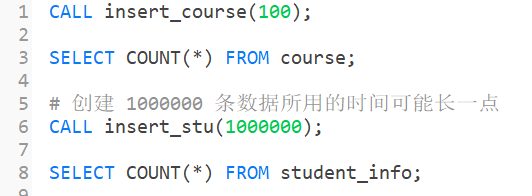 1 CALL insert_course(100);
2
3 SELECT COUNT(*) FROM course;
4
5 # 创建 1000000 条数据所用的时间可能长一点
6 CALL insert_stu(1000000);
7
8 SELECT COUNT(*) FROM student_info;